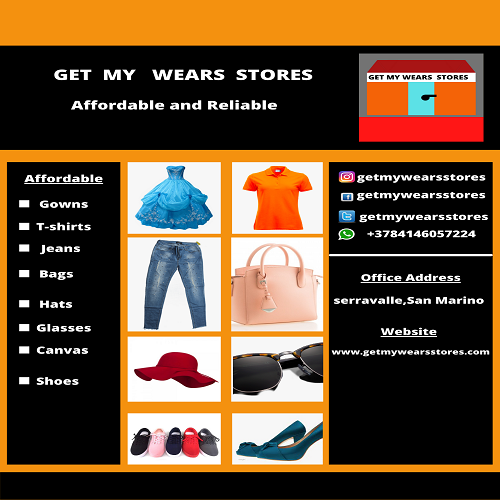 GET MY WEARS STORES
Affordable and Reliable
GET MY WEARS STORES
Affordable
Gowns
T-shirts
Jeans
Bags
Hats
Glasses
Canvas
Shoes
getmywearsstores
getmywearsstores
getmywearsstores
+3784146057224
Office Address
serravalle,San Marino
Website
www.getmywearsstores.com